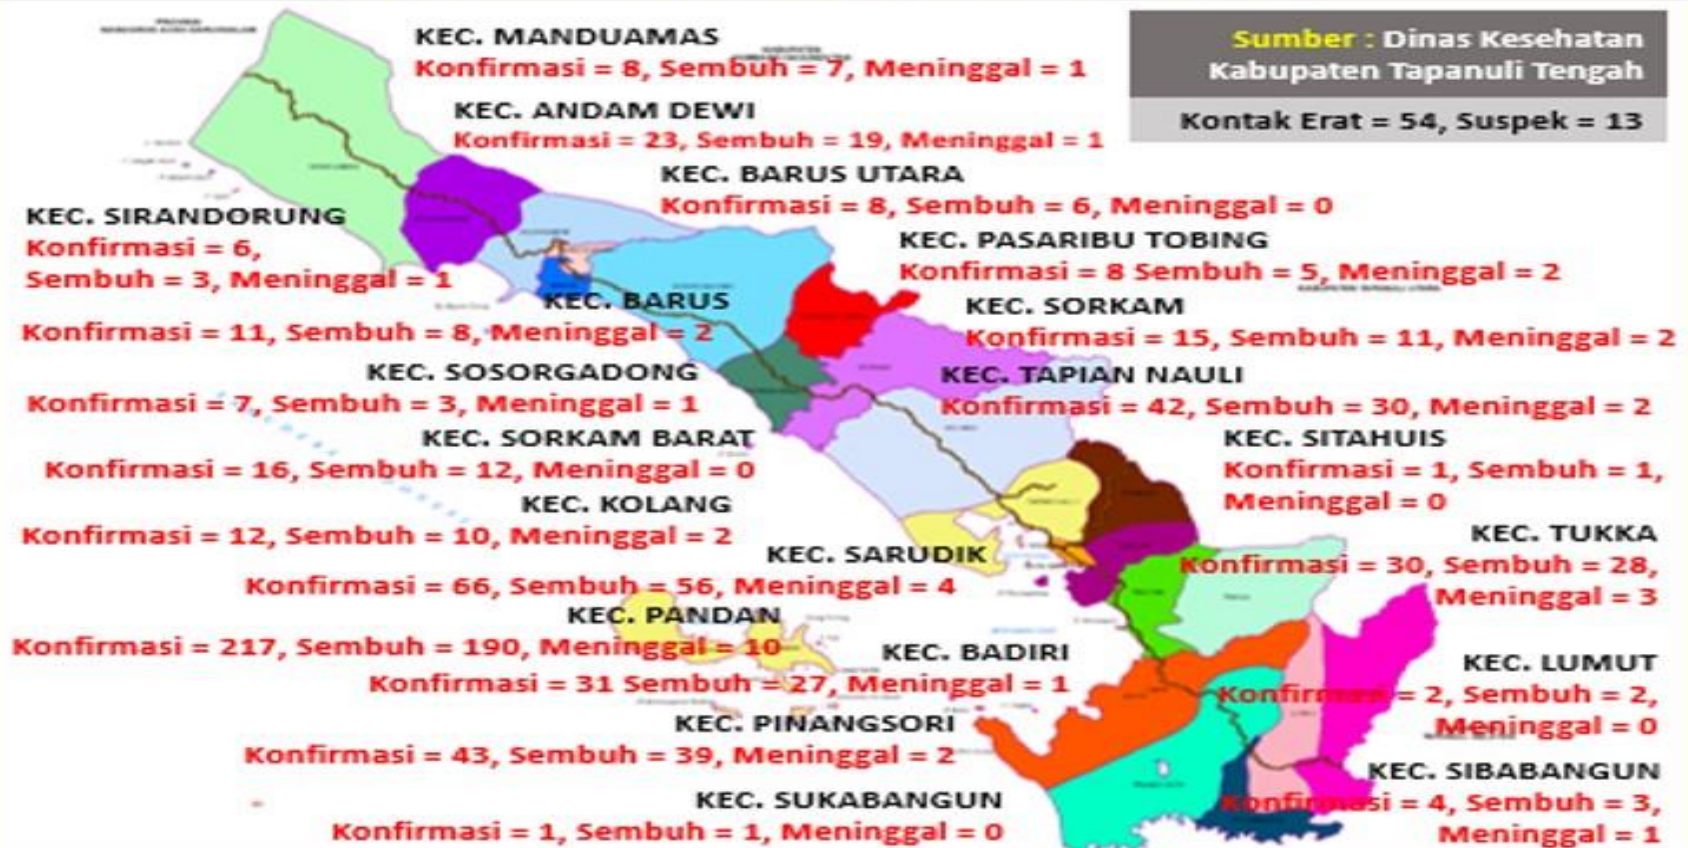 KEC. MANDUAMAS
Konfirmasi = 8, Sembuh = 7, Meninggal = 1
Sumber : Dinas Kesehatan
Kabupaten Tapanuli Tengah
Kontak Erat = 54, Suspek = 13
KEC. ANDAM DEWI
Konfirmasi = 23, Sembuh = 19, Meninggal = 1
KEC. BARUS UTARA
Konfirmasi = 8, Sembuh = 6, Meninggal = 0
KEC. SIRANDORUNG
Konfirmasi = 6,
Sembuh = 3, Meninggal = 1
KEC. PASARIBU TOBING
Konfirmasi = 8 Sembuh = 5, Meninggal = 2
KEC. BARUS
Konfirmasi = 11, Sembuh = 8, Meninggal = 2
KEC. SORKAM
Konfirmasi = 15, Sembuh = 11, Meninggal = 2
KEC. SOSORGADONG
Konfirmasi = 7, Sembuh = 3, Meninggal = 1
KEC. TAPIAN NAULI
Konfirmasi = 42, Sembuh = 30, Meninggal = 2
KEC. SORKAM BARAT
Konfirmasi = 16, Sembuh = 12, Meninggal = 0
KEC. SITAHUIS
Konfirmasi = 1, Sembuh = 1,
Meninggal = 0
KEC. KOLANG
Konfirmasi = 12, Sembuh = 10, Meninggal = 2
KEC. SARUDIK
Konfirmasi = 66, Sembuh = 56, Meninggal = 4
KEC. TUKKA
Konfirmasi = 30, Sembuh = 28,
Meninggal = 3
KEC. PANDAN
Konfirmasi = 217, Sembuh = 190, Meninggal = 10
KEC. BADIRI
Konfirmasi = 31 Sembuh = 27, Meninggal = 1
KEC. LUMUT
Konfirmasi = 2, Sembuh = 2,
Meninggal = 0
KEC. PINANGSORI
Konfirmasi = 43, Sembuh = 39, Meninggal = 2
KEC. SIBABANGUN
Konfirmasi = 4, Sembuh = 3,
Meninggal = 1
KEC. SUKABANGUN
Konfirmasi = 1, Sembuh = 1, Meninggal = 0